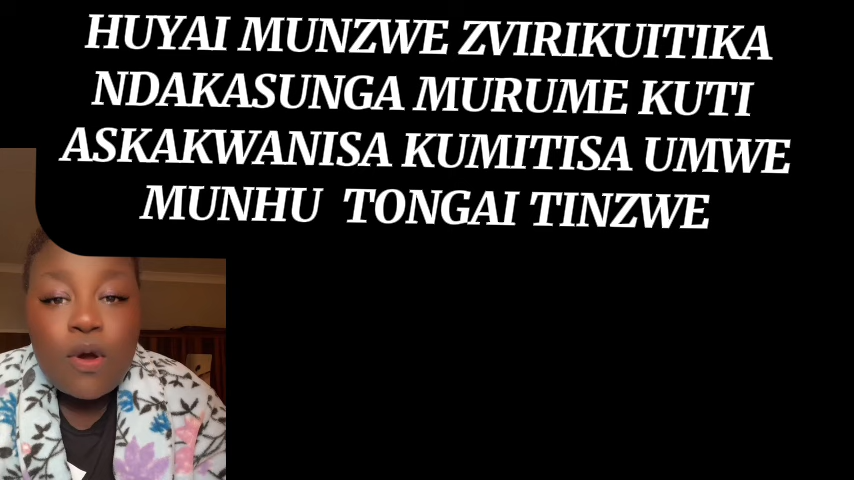 HUYAI MUNZWE ZVIRIKUITIKA
NDAKASUNGA MURUME KUTI
ASKAKWANISA KUMITISA UMWE
MUNHU TONGAI TINZWE